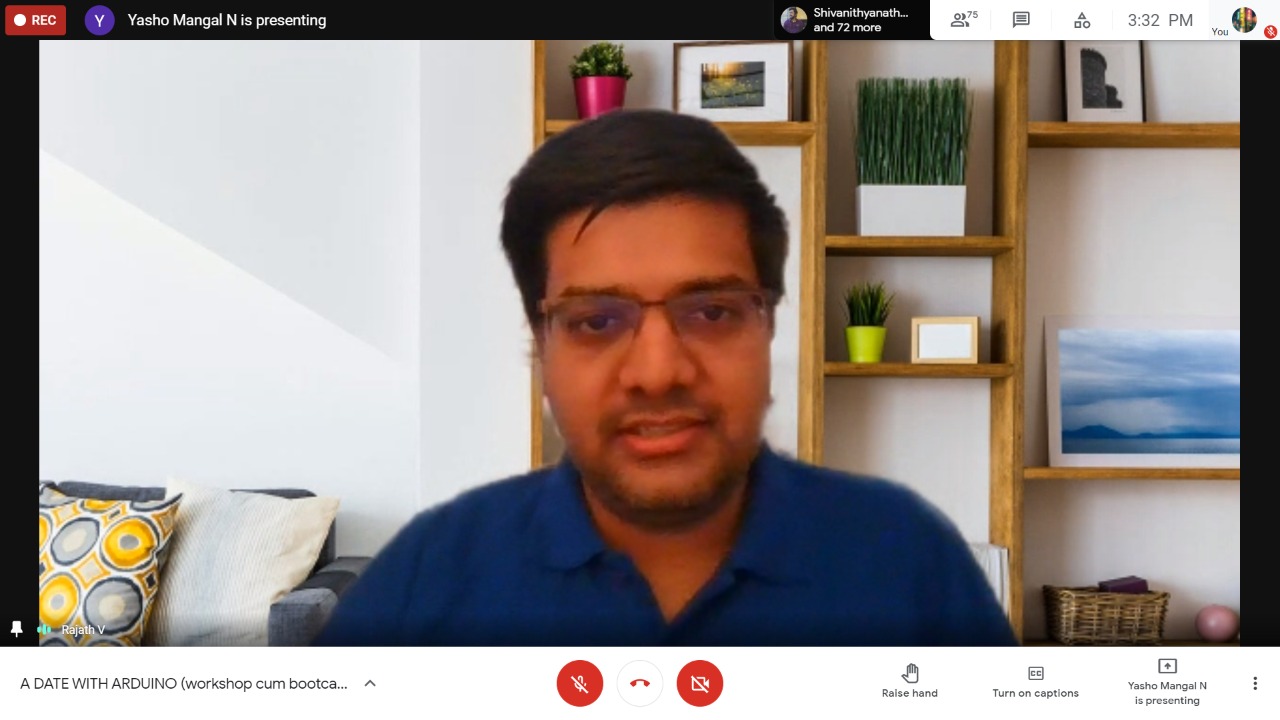 REC
Y
Yasho Mangal N is presenting
Shivanithyanath...
and 72 more
75
3:32 PM
You
Rajath V
A DATE WITH ARDUINO (workshop cum bootca...
Raise hand
CC
Turn on captions
Yasho Mangal N
is presenting